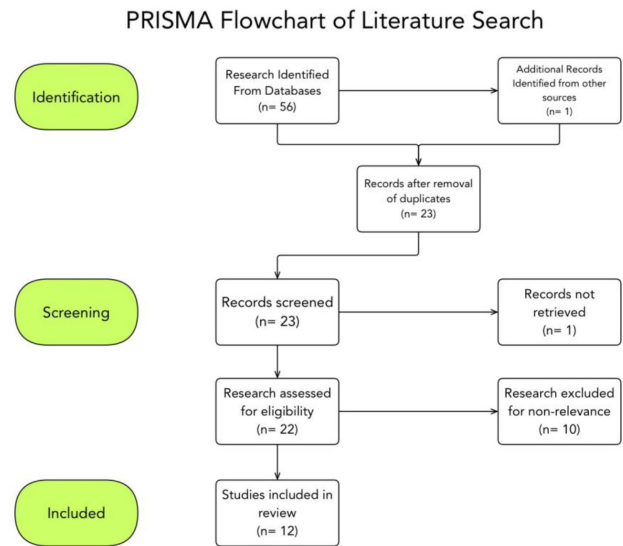 PRISMA Flowchart of Literature Search
Identification
Research Identified
From Databases
(n= 56)
Additional Records
Identified from other
sources
(n= 1)
Records after removal
of duplicates
(n= 23)
Screening
Records screened
(n= 23)
Records not
retrieved
(n= 1)
Research assessed
for eligibility
(n= 22)
Research excluded
for non-relevance
(n= 10)
Included
Studies included in
review
(n= 12)